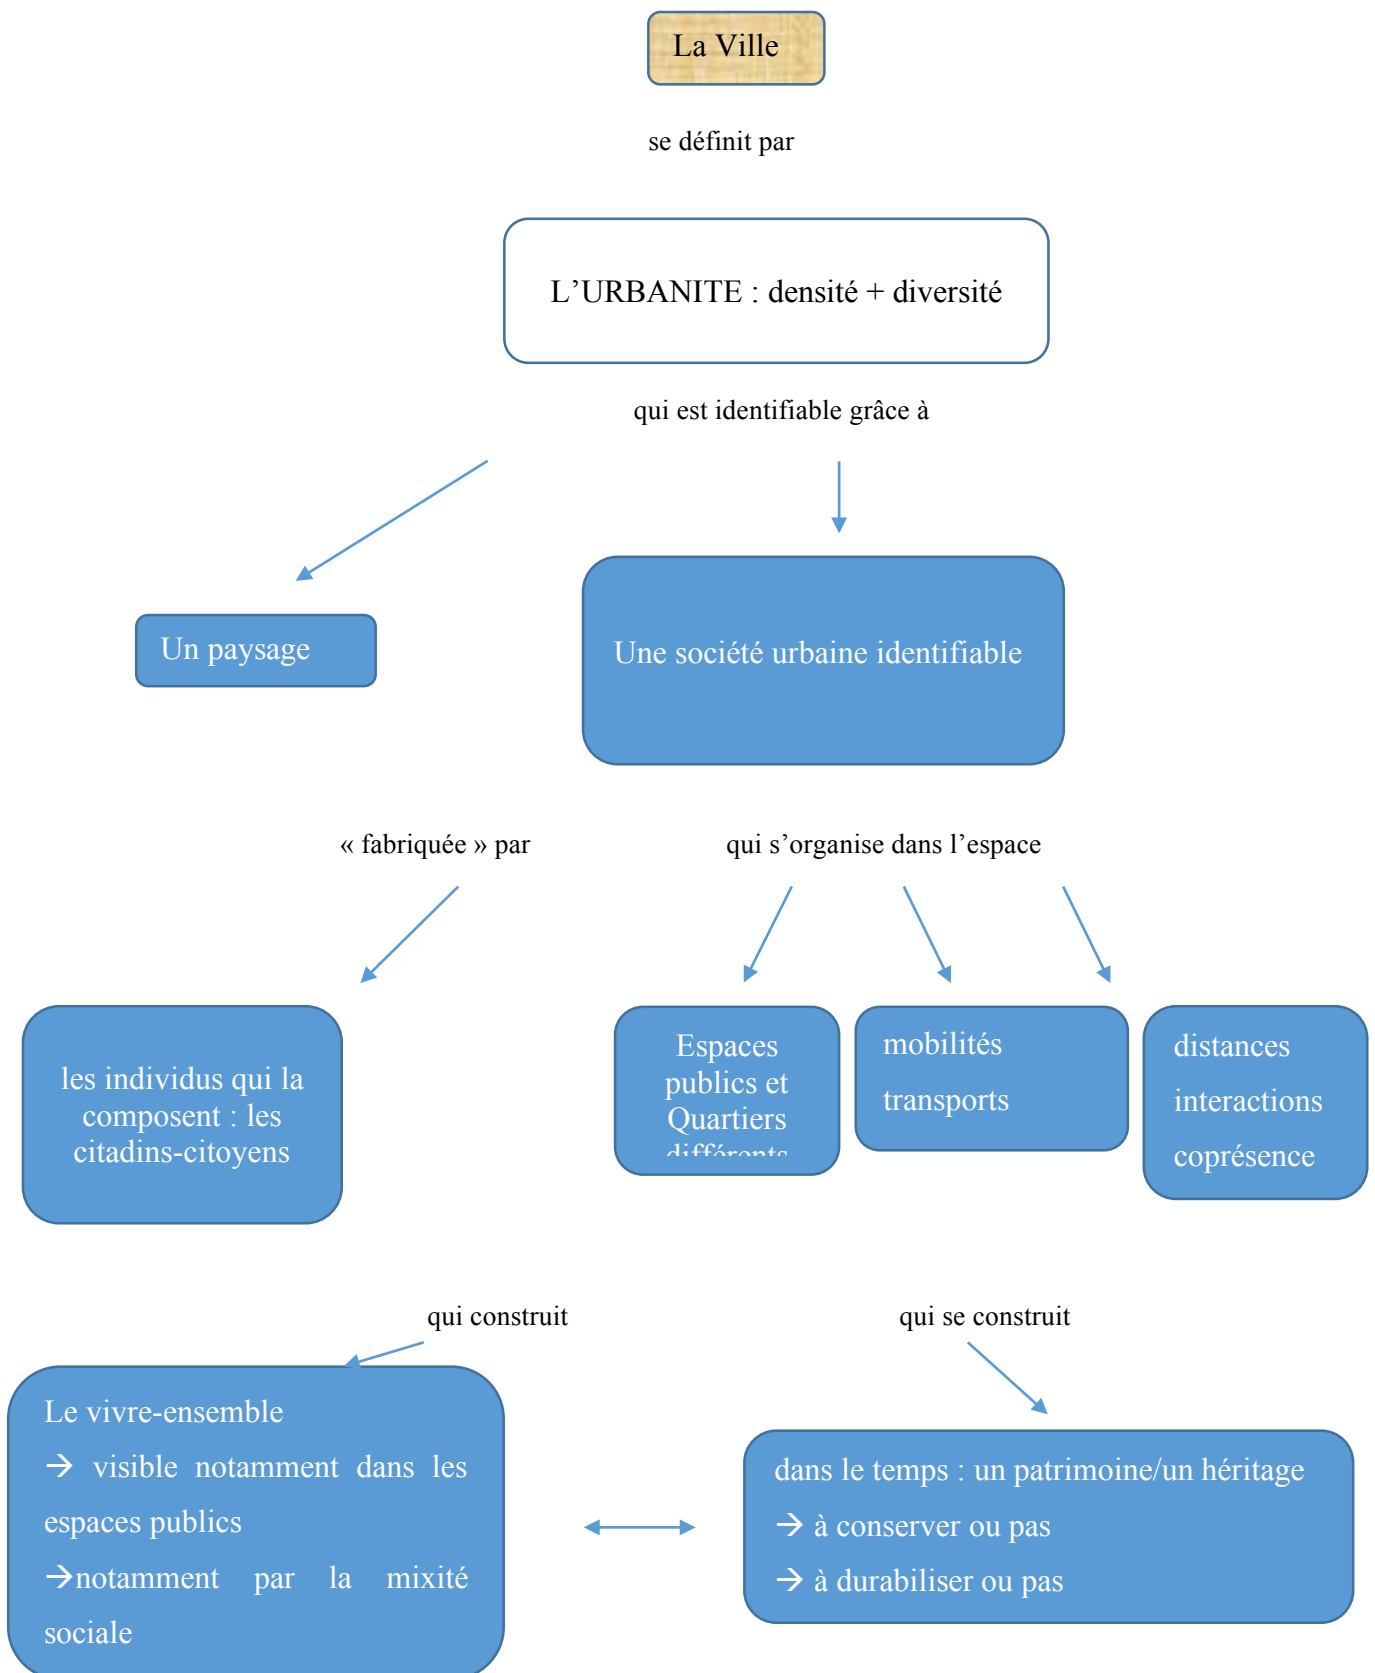 La Ville
se définit par
L’URBANITE : densité + diversité
qui est identifiable grâce à
Un paysage
Une société urbaine identifiable
« fabriquée » par
qui s’organise dans l’espace
les individus qui la
composent : les
citadins-citoyens
Espaces
publics et
Quartiers
différents
mobilités
transports
distances
interactions
coprésence
qui construit
qui se construit
Le vivre-ensemble
→ visible notamment dans les
espaces publics
→notamment par la mixité
sociale
dans le temps : un patrimoine/un héritage
→ à conserver ou pas
→ à durabiliser ou pas